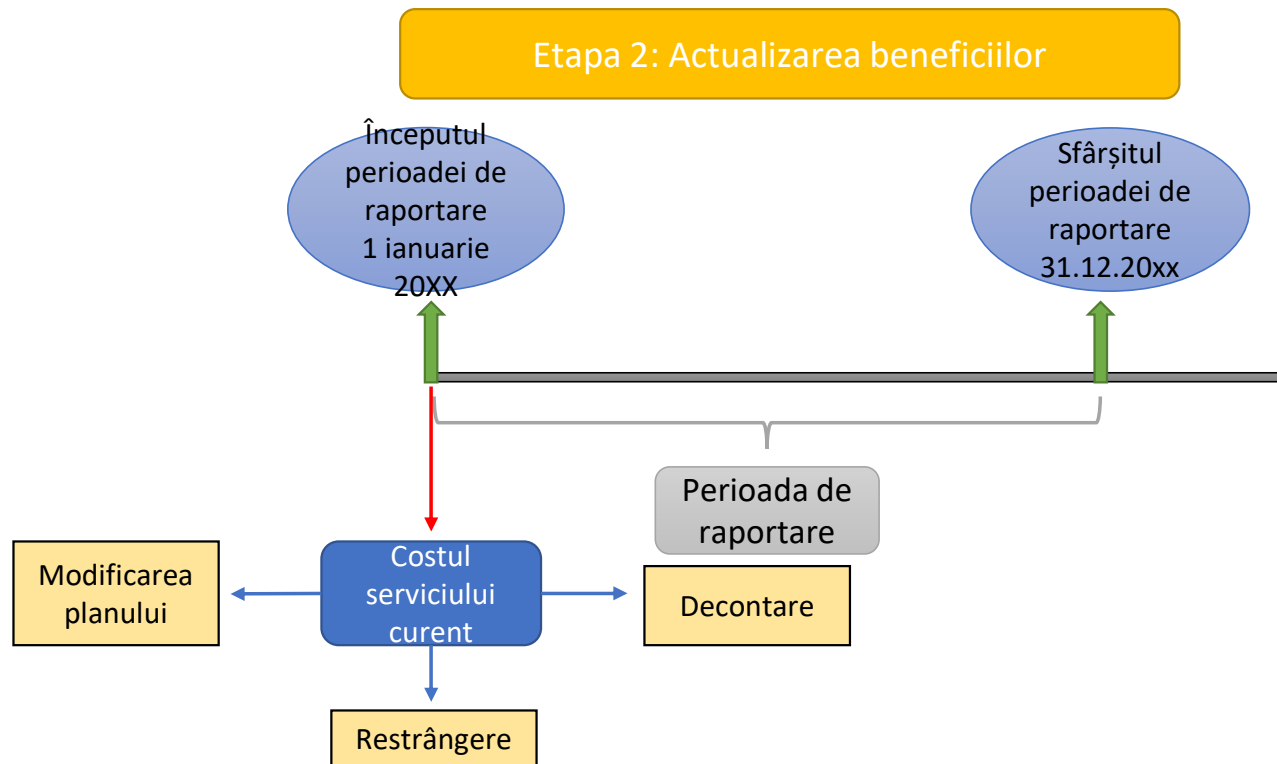 Etapa 2: Actualizarea beneficiilor
Începutul
perioadei de
raportare
1 ianuarie
20XX
Sfârșitul
perioadei de
raportare
31.12.20xx
Perioada de
raportare
Modificarea
planului
Costul
serviciului
curent
Decontare
Restrângere